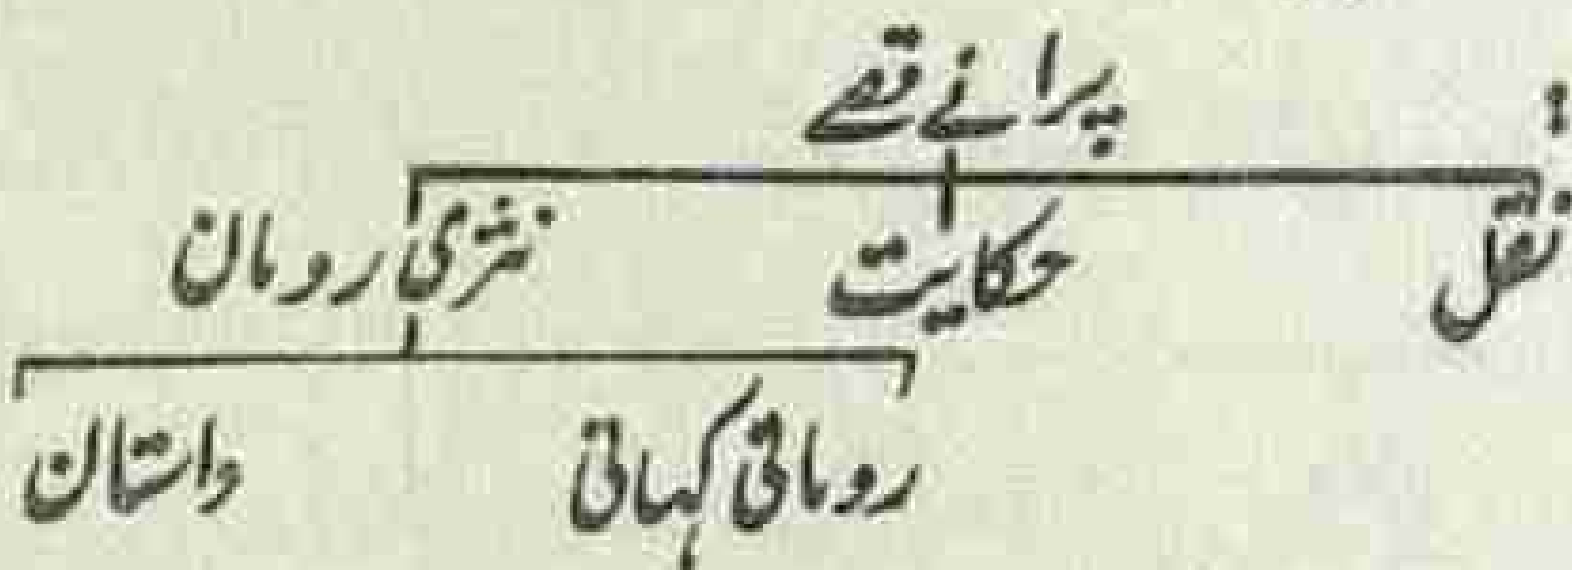 پرانے قصے
نقل حکایت نثری رومان
رومانی کہانی داستان